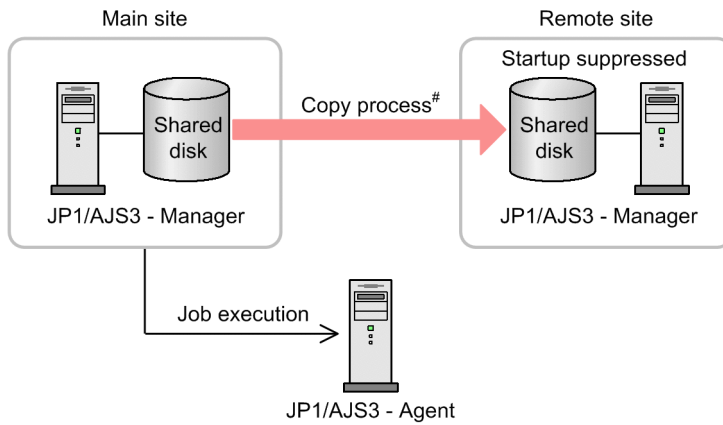 Main site
Remote site
Startup suppressed
Copy process#
Shared
disk
Shared
disk
JP1/AJS3 - Manager
JP1/AJS3 - Manager
Job execution
JP1/AJS3 - Agent